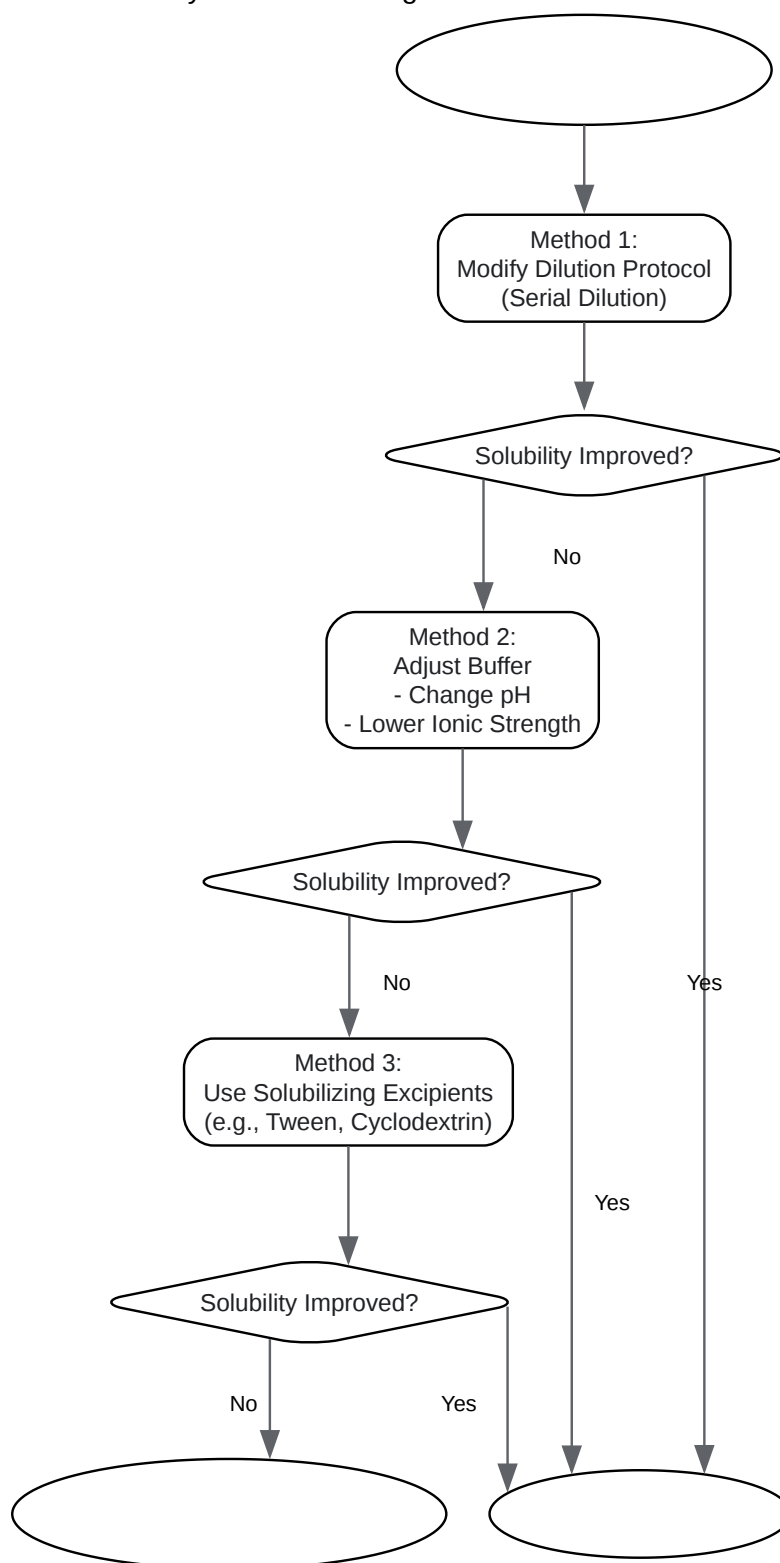 Method 1:
Modify Dilution Protocol
(Serial Dilution)
Solubility Improved?
No
Method 2:
Adjust Buffer
- Change pH
- Lower Ionic Strength
Solubility Improved?
No
Yes
Method 3:
Use Solubilizing Excipients
(e.g., Tween, Cyclodextrin)
Yes
Solubility Improved?
No
Yes